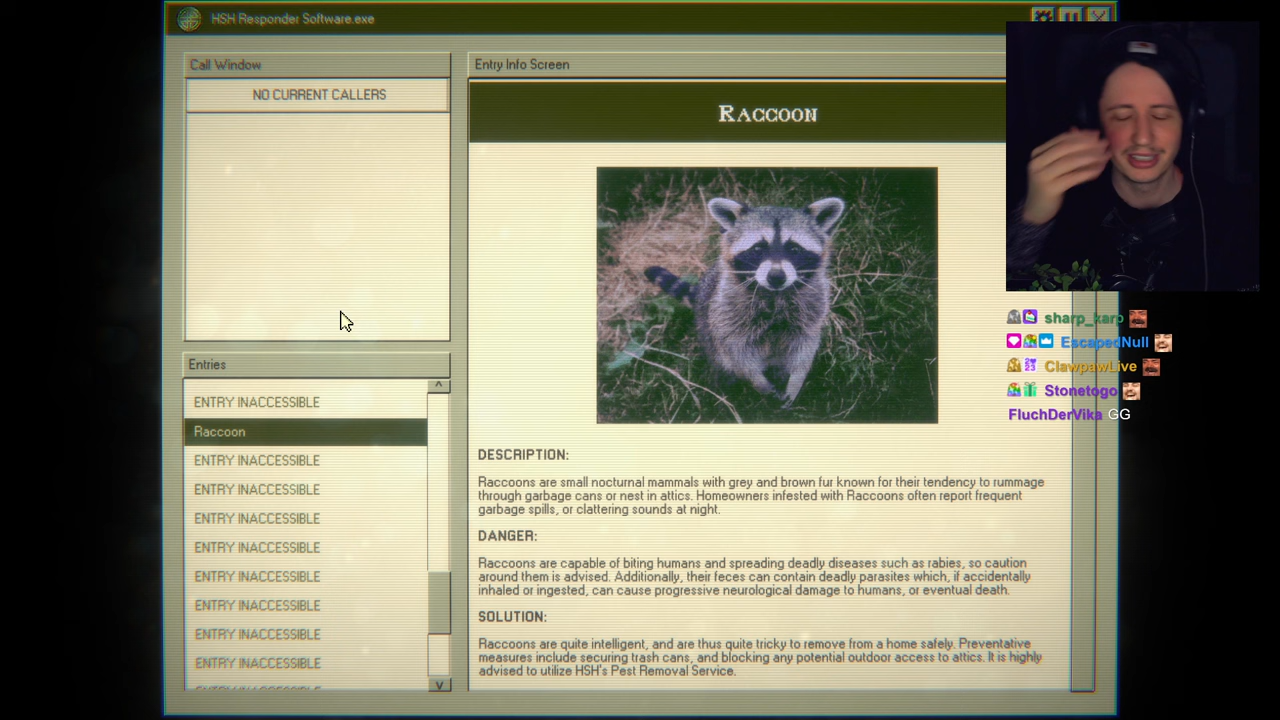 HSH Responder Software.exe
Call Window
NO CURRENT CALLERS
Entries
ENTRY INACCESSIBLE
Raccoon
ENTRY INACCESSIBLE
ENTRY INACCESSIBLE
ENTRY INACCESSIBLE
ENTRY INACCESSIBLE
ENTRY INACCESSIBLE
ENTRY INACCESSIBLE
ENTRY INACCESSIBLE
ENTRY INACCESSIBLE
ENTRY INACCESSIBLE
Entry Info Screen
RACCOON
DESCRIPTION:
Raccoons are small nocturnal mammals with grey and brown fur known for their tendency to rummage
through garbage cans or nest in attics. Homeowners infested with Raccoons often report frequent
garbage spills, or clattering sounds at night.
DANGER:
Raccoons are capable of biting humans and spreading deadly diseases such as rabies, so caution
around them is advised. Additionally, their feces can contain deadly parasites which, if accidentally
inhaled or ingested, can cause progressive neurological damage to humans, or eventual death.
SOLUTION:
Raccoons are quite intelligent, and are thus quite tricky to remove from a home safely. Preventative
measures include securing trash cans, and blocking any potential outdoor access to attics. It is highly
advised to utilize HSH's Pest Removal Service.
sharp_karp
EscapedNull
ClawpawLive
Stonetogo
FluchDerVika GG